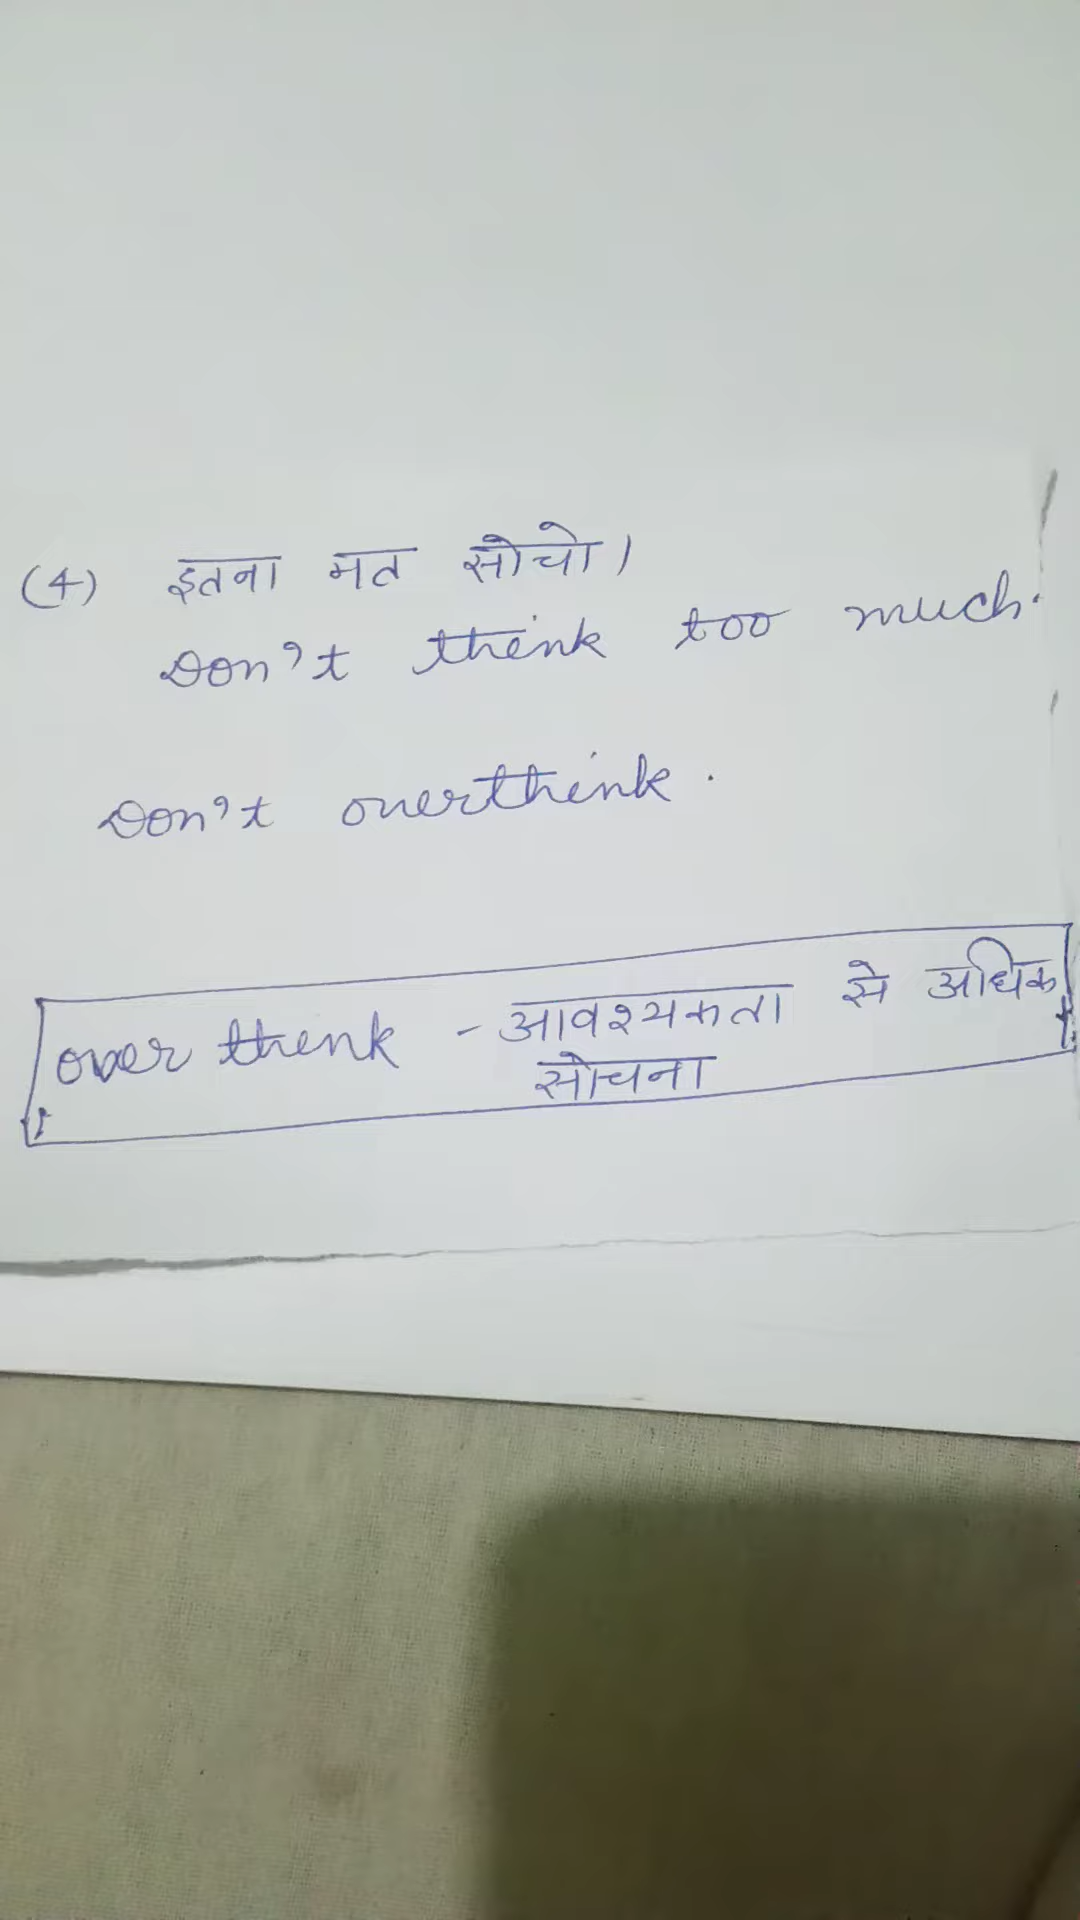 (4) इतना मत सोचो।
Don't think too much.
Don't overthink.
over think - आवश्यकता से अधिक
सोचना